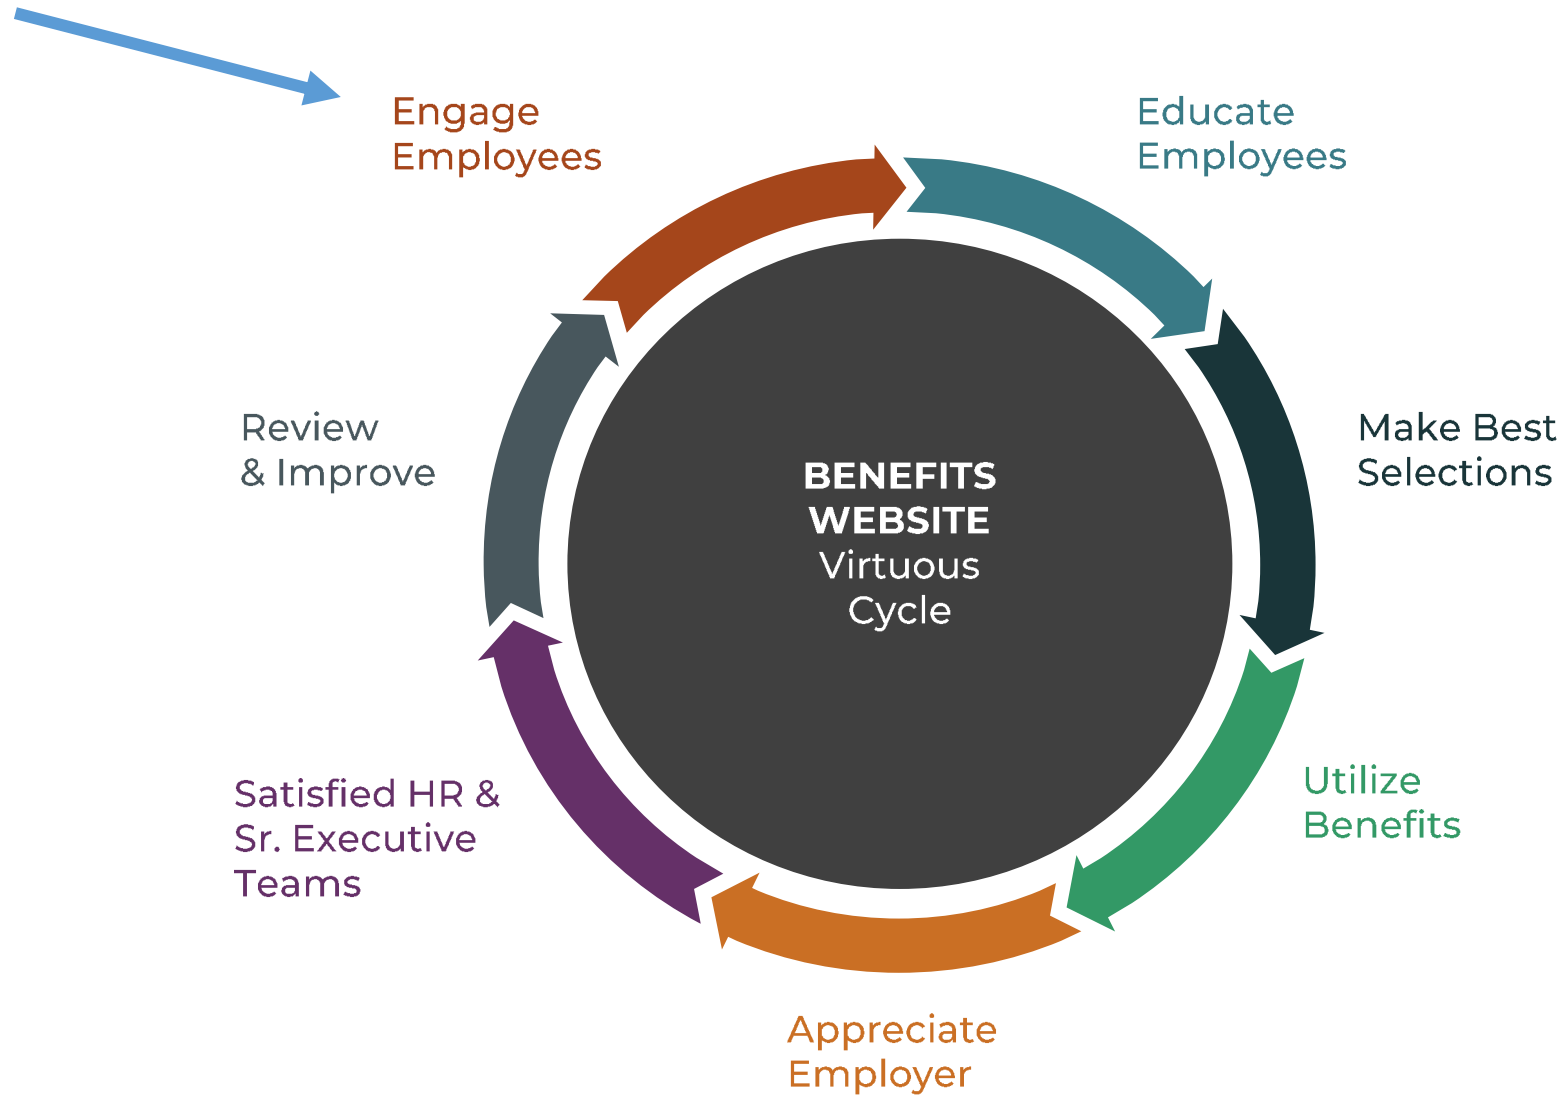 Engage
Employees
Educate
Employees
Make Best
Selections
Utilize
Benefits
Appreciate
Employer
Satisfied HR &
Sr. Executive
Teams
Review
& Improve
BENEFITS
WEBSITE
Virtuous
Cycle